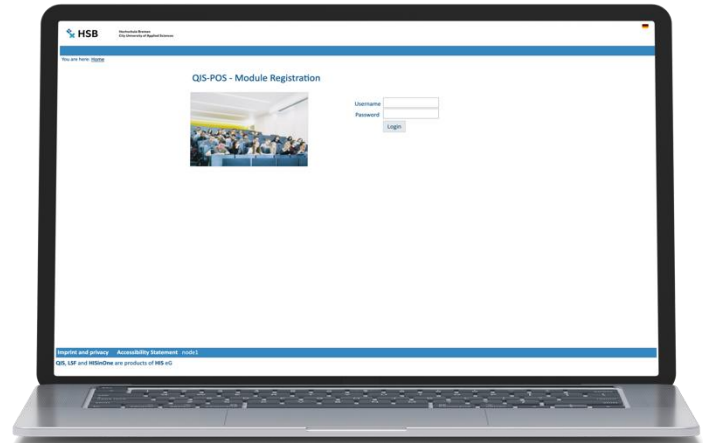 HSB
Hochschule Bremen
City University of Applied Sciences
You are here: Home
QIS-POS - Module Registration
Username
Password
Login
Imprint and privacy Accessibility Statement node1
QIS, LSF and HISinOne are products of HIS eG